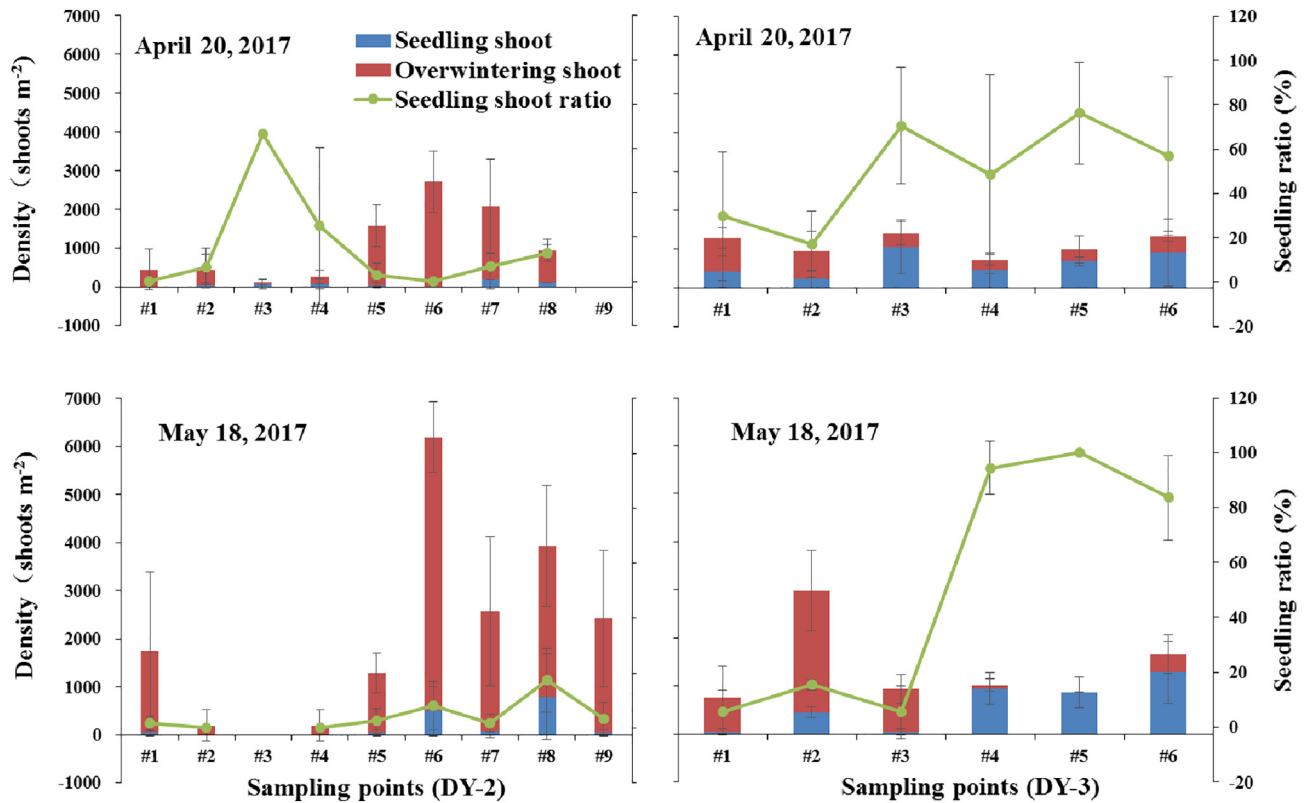 7000
6000
5000
4000
3000
2000
1000
0
-1000
Density (shoots m⁻²)
April 20, 2017
Seedling shoot
Overwintering shoot
Seedling shoot ratio
#1 #2 #3 #4 #5 #6 #7 #8 #9
April 20, 2017
#1 #2 #3 #4 #5 #6
120
100
80
60
40
20
0
-20
Seedling ratio (%)
7000
6000
5000
4000
3000
2000
1000
0
-1000
Density (shoots m⁻²)
May 18, 2017
#1 #2 #3 #4 #5 #6 #7 #8 #9
Sampling points (DY-2)
May 18, 2017
#1 #2 #3 #4 #5 #6
Sampling points (DY-3)
120
100
80
60
40
20
0
-20
Seedling ratio (%)